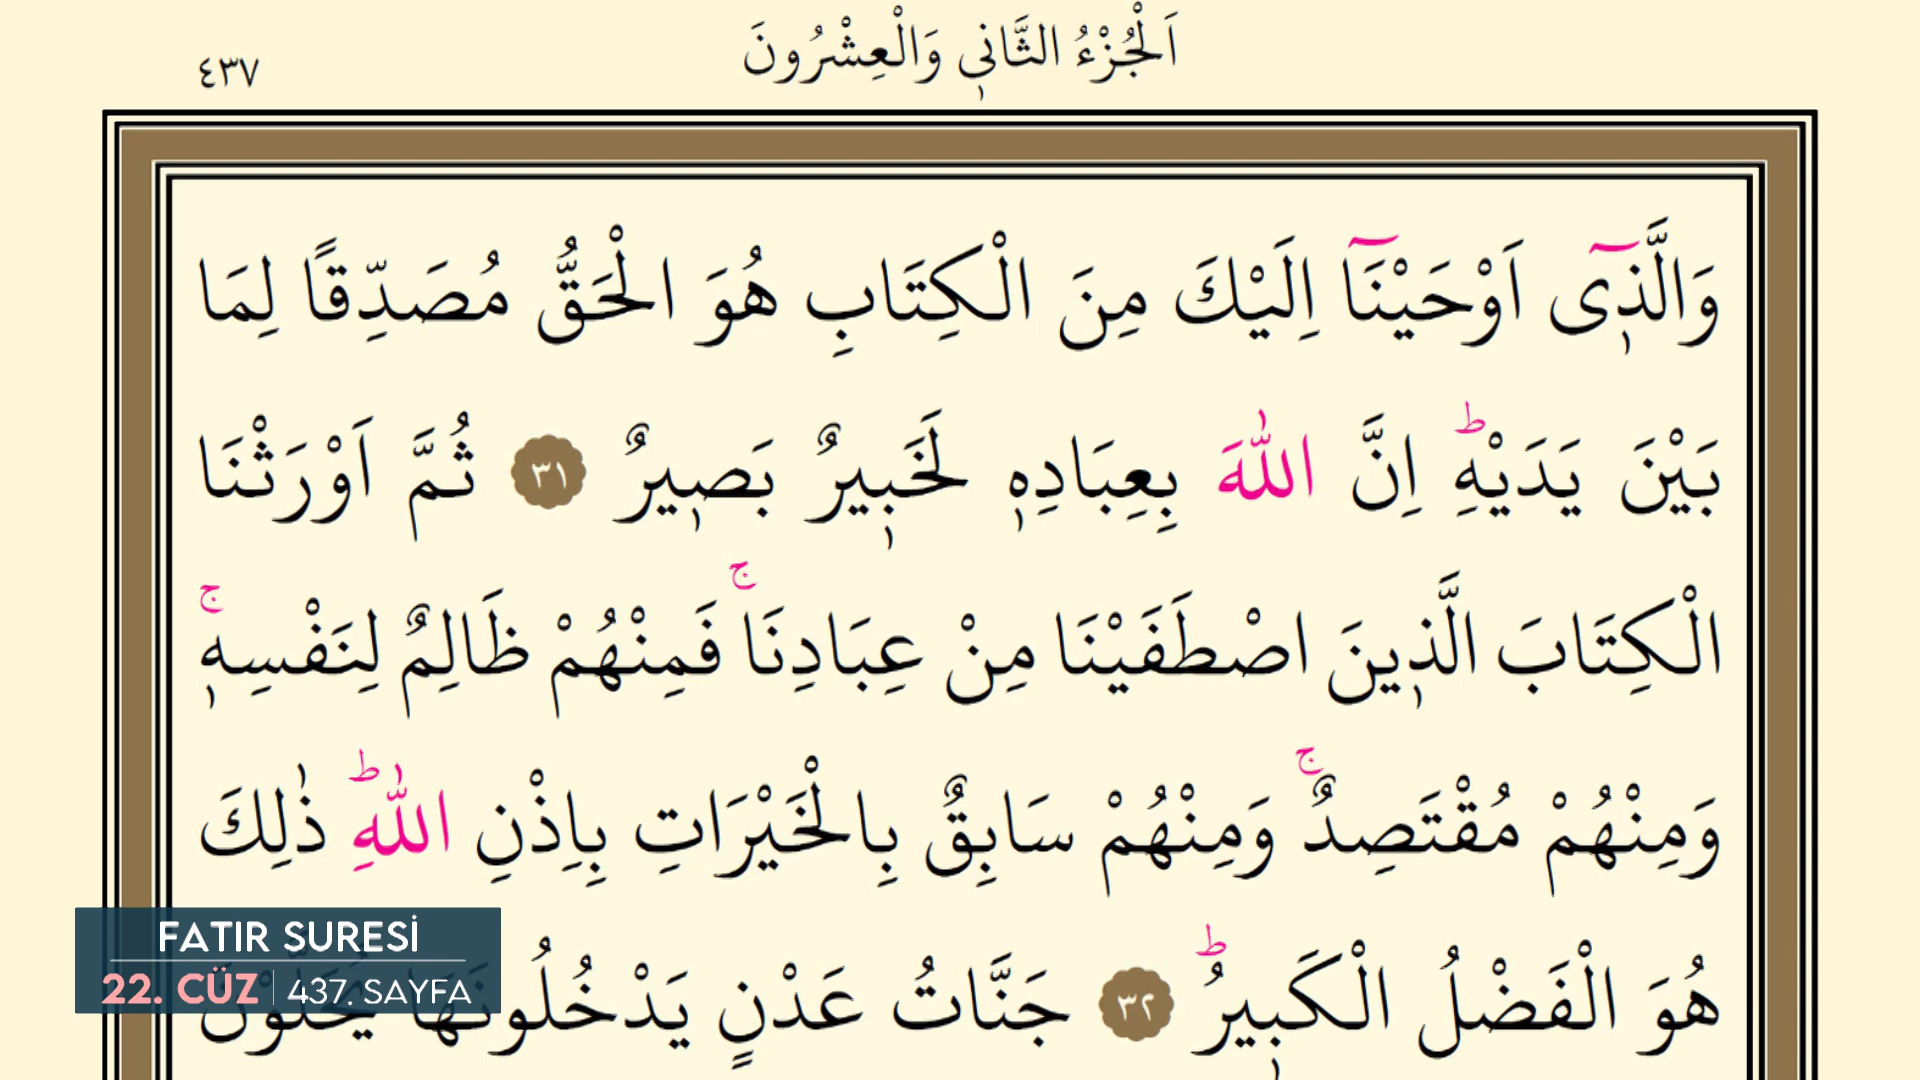 اَلْجُزْءُ الثَّانٖي وَالْعِشْرُونَ
٤٣٧
وَالَّذٖٓى اَوْحَيْنَآ اِلَيْكَ مِنَ الْكِتَابِ هُوَ الْحَقُّ مُصَدِّقًا لِمَا
بَيْنَ يَدَيْهِؕ اِنَّ اللّٰهَ بِعِبَادِهٖ لَخَبٖيرٌ بَصٖيرٌ ٣١ ثُمَّ اَوْرَثْنَا
الْكِتَابَ الَّذٖينَ اصْطَفَيْنَا مِنْ عِبَادِنَاۚ فَمِنْهُمْ ظَالِمٌ لِنَفْسِهٖۚ
وَمِنْهُمْ مُقْتَصِدٌۚ وَمِنْهُمْ سَابِقٌ بِالْخَيْرَاتِ بِاِذْنِ اللّٰهِؕ ذٰلِكَ
هُوَ الْفَضْلُ الْكَبٖيرُؕ ٣٢ جَنَّاتُ عَدْنٍ يَدْخُلُونَهَا يُحَلَّوْنَ
FATIR SURESİ
22. CÜZ | 437. SAYFA